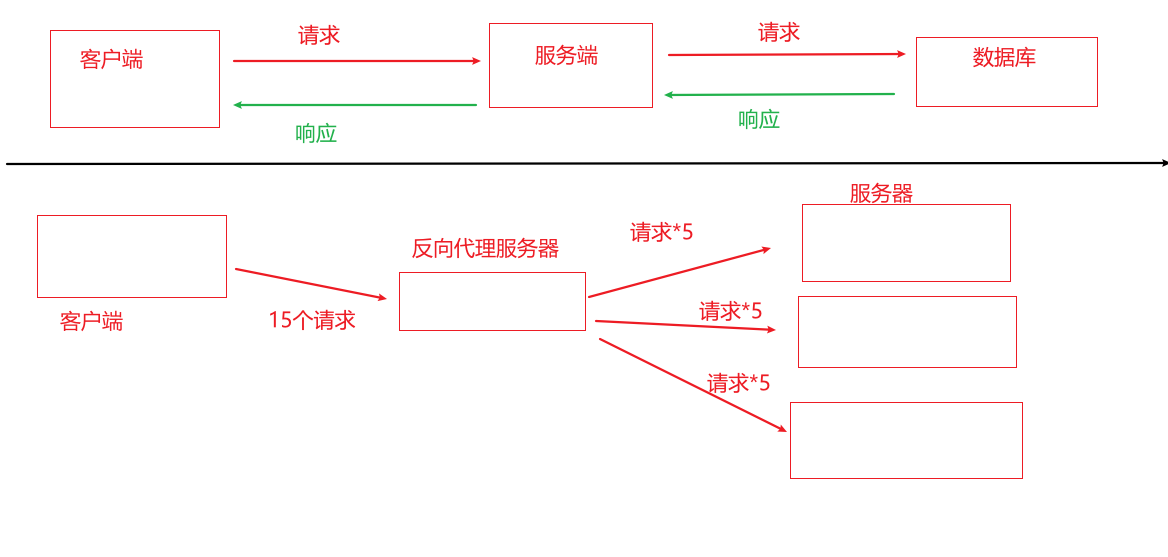 客户端
请求
服务端
请求
数据库
响应
响应
服务器
反向代理服务器
请求*5
客户端
15个请求
请求*5
请求*5